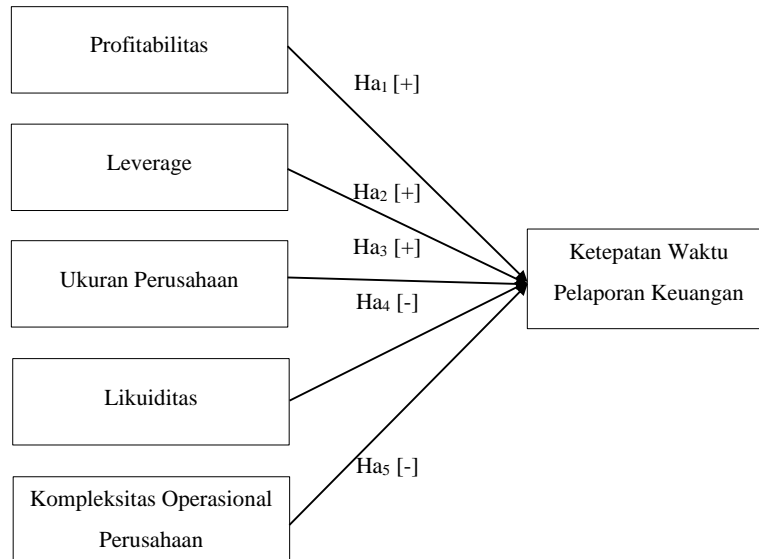 Profitabilitas
Ha₁ [+]
Leverage
Ha₂ [+]
Ha₃ [+]
Ukuran Perusahaan
Ketepatan Waktu
Pelaporan Keuangan
Ha₄ [-]
Likuiditas
Ha₅ [-]
Kompleksitas Operasional
Perusahaan